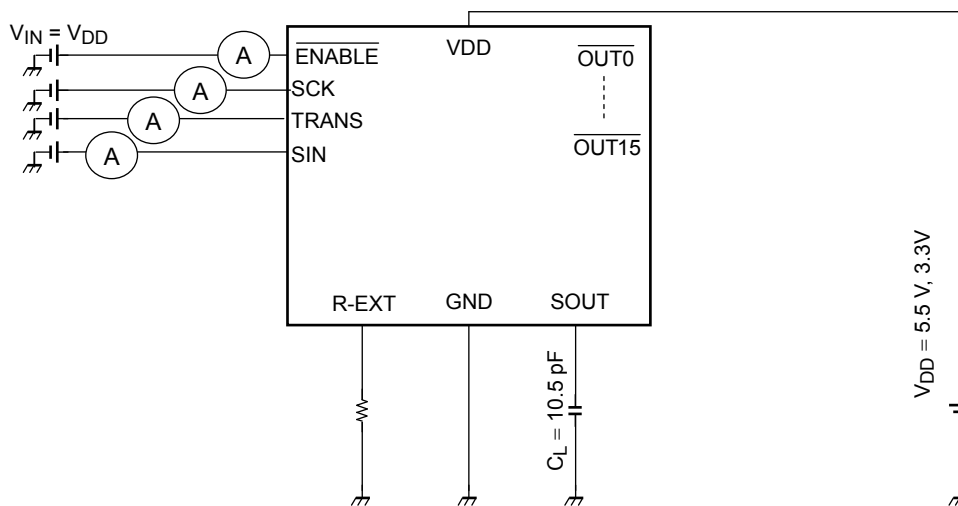 V_IN = V_DD
A
ENABLE
VDD
OUT0
A
SCK
A
TRANS
OUT15
A
SIN
R-EXT
GND
SOUT
C_L = 10.5 pF
V_DD = 5.5 V, 3.3V